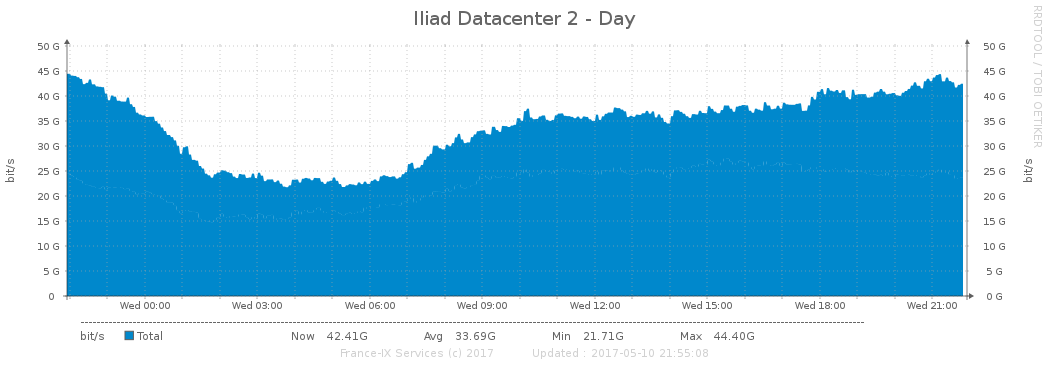 Iliad Datacenter 2 - Day
RRDTOOL / TOBI OETIKER
bit/s
50 G 50 G
45 G 45 G
40 G 40 G
35 G 35 G
30 G 30 G
25 G 25 G
20 G 20 G
15 G 15 G
10 G 10 G
5 G 5 G
0 0 G
bit/s
Wed 00:00 Wed 03:00 Wed 06:00 Wed 09:00 Wed 12:00 Wed 15:00 Wed 18:00 Wed 21:00
bit/s Total Now 42.41G Avg 33.69G Min 21.71G Max 44.40G
France-IX Services (c) 2017 Updated : 2017-05-10 21:55:08